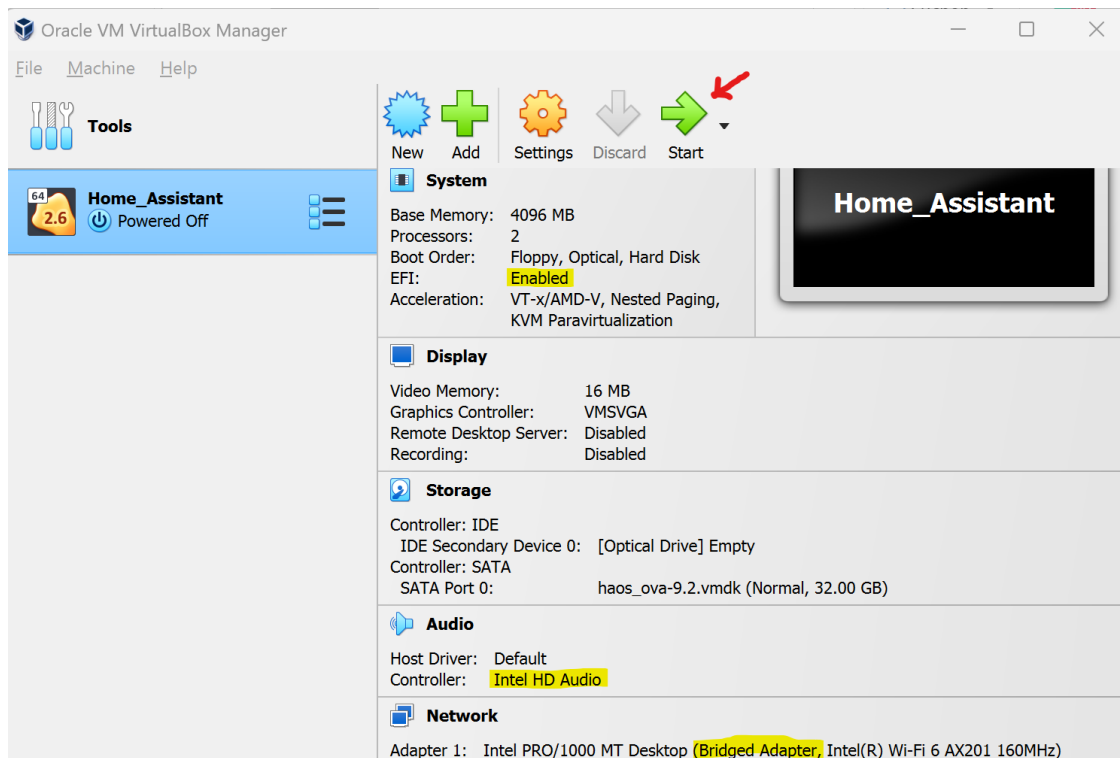 Oracle VM VirtualBox Manager
File Machine Help
Tools
New Add Settings Discard Start
64
2.6
Home_Assistant
Powered Off
System
Base Memory: 4096 MB
Processors: 2
Boot Order: Floppy, Optical, Hard Disk
EFI: Enabled
Acceleration: VT-x/AMD-V, Nested Paging,
KVM Paravirtualization
Home_Assistant
Display
Video Memory: 16 MB
Graphics Controller: VMSVGA
Remote Desktop Server: Disabled
Recording: Disabled
Storage
Controller: IDE
IDE Secondary Device 0: [Optical Drive] Empty
Controller: SATA
SATA Port 0: haos_ova-9.2.vmdk (Normal, 32.00 GB)
Audio
Host Driver: Default
Controller: Intel HD Audio
Network
Adapter 1: Intel PRO/1000 MT Desktop (Bridged Adapter, Intel(R) Wi-Fi 6 AX201 160MHz)